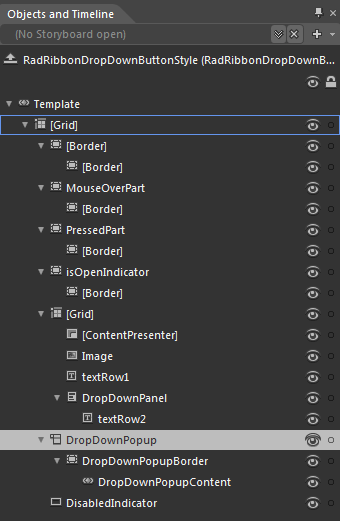 Objects and Timeline
(No Storyboard open)
RadRibbonDropDownButtonStyle (RadRibbonDropDownB...
Template
[Grid]
[Border]
[Border]
MouseOverPart
[Border]
PressedPart
[Border]
isOpenIndicator
[Border]
[Grid]
[ContentPresenter]
Image
textRow1
DropDownPanel
textRow2
DropDownPopup
DropDownPopupBorder
DropDownPopupContent
DisabledIndicator